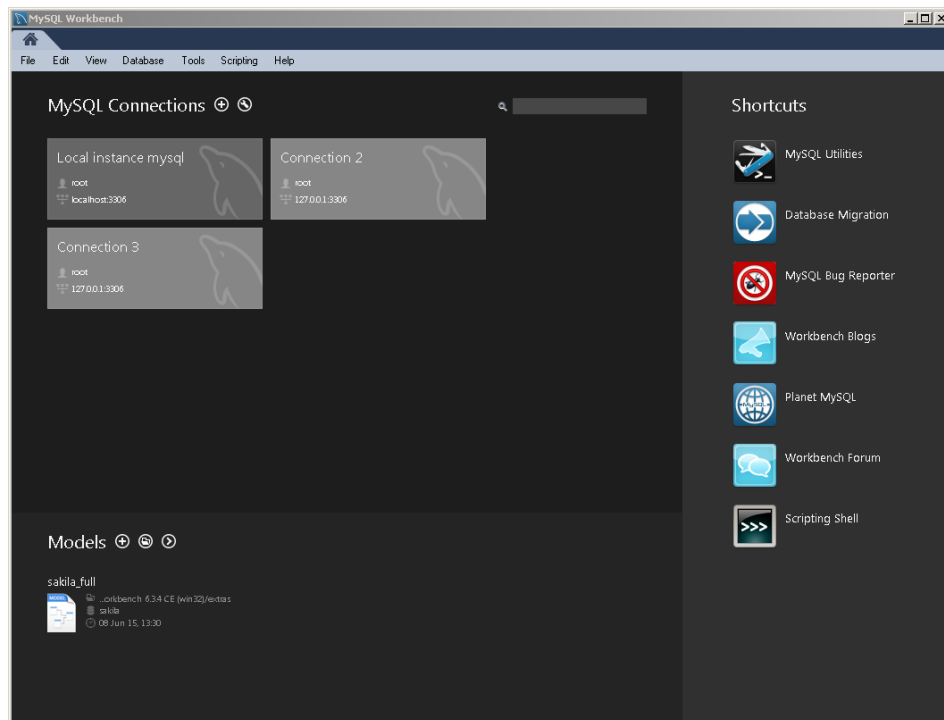 MySQL Workbench
File Edit View Database Tools Scripting Help
MySQL Connections
Local instance mysql
root
localhost:3306
Connection 2
root
127.0.0.1:3306
Connection 3
root
127.0.0.1:3306
Models
sakila_full
MODEL
...orkbench 6.3.4 CE (win32)/extras
sakila
08 Jun 15, 13:30
Shortcuts
MySQL Utilities
Database Migration
MySQL Bug Reporter
Workbench Blogs
MySQL
Planet MySQL
Workbench Forum
>>>
Scripting Shell